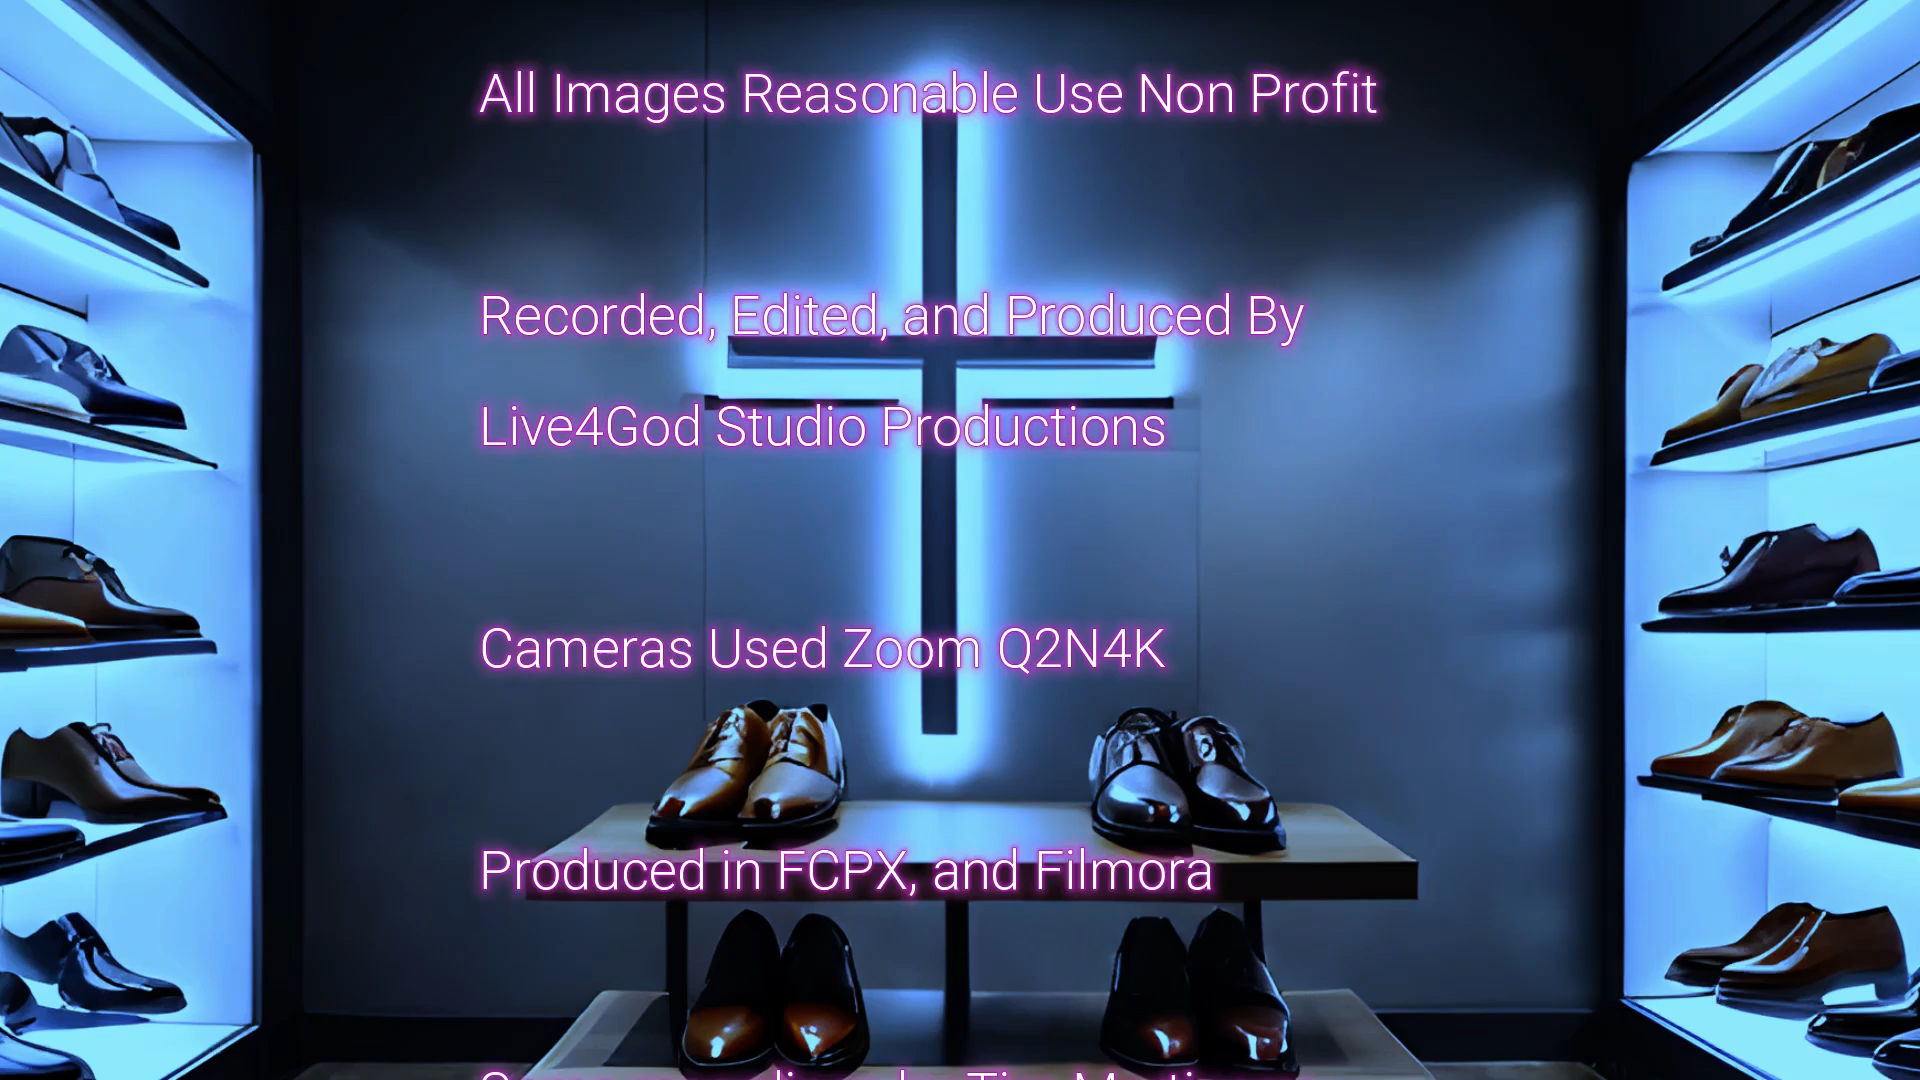 All Images Reasonable Use Non Profit
Recorded, Edited, and Produced By
Live4God Studio Productions
Cameras Used Zoom Q2N4K
Produced in FCPX, and Filmora